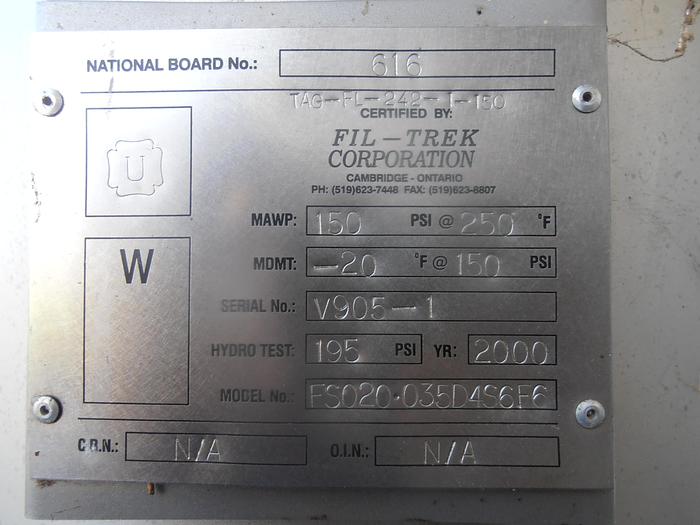 NATIONAL BOARD No.: 616
TAG-FL-242-1-150
CERTIFIED BY:
FIL-TREK
CORPORATION
CAMBRIDGE - ONTARIO
PH: (519)623-7448 FAX: (519)623-6807
U
MAWP: 150 PSI @ 250 °F
W
MDMT: -20 °F @ 150 PSI
SERIAL No.: V905-1
HYDRO TEST: 195 PSI YR: 2000
MODEL No.: FS020-035D4S6F6
C.R.N.: N/A O.I.N.: N/A